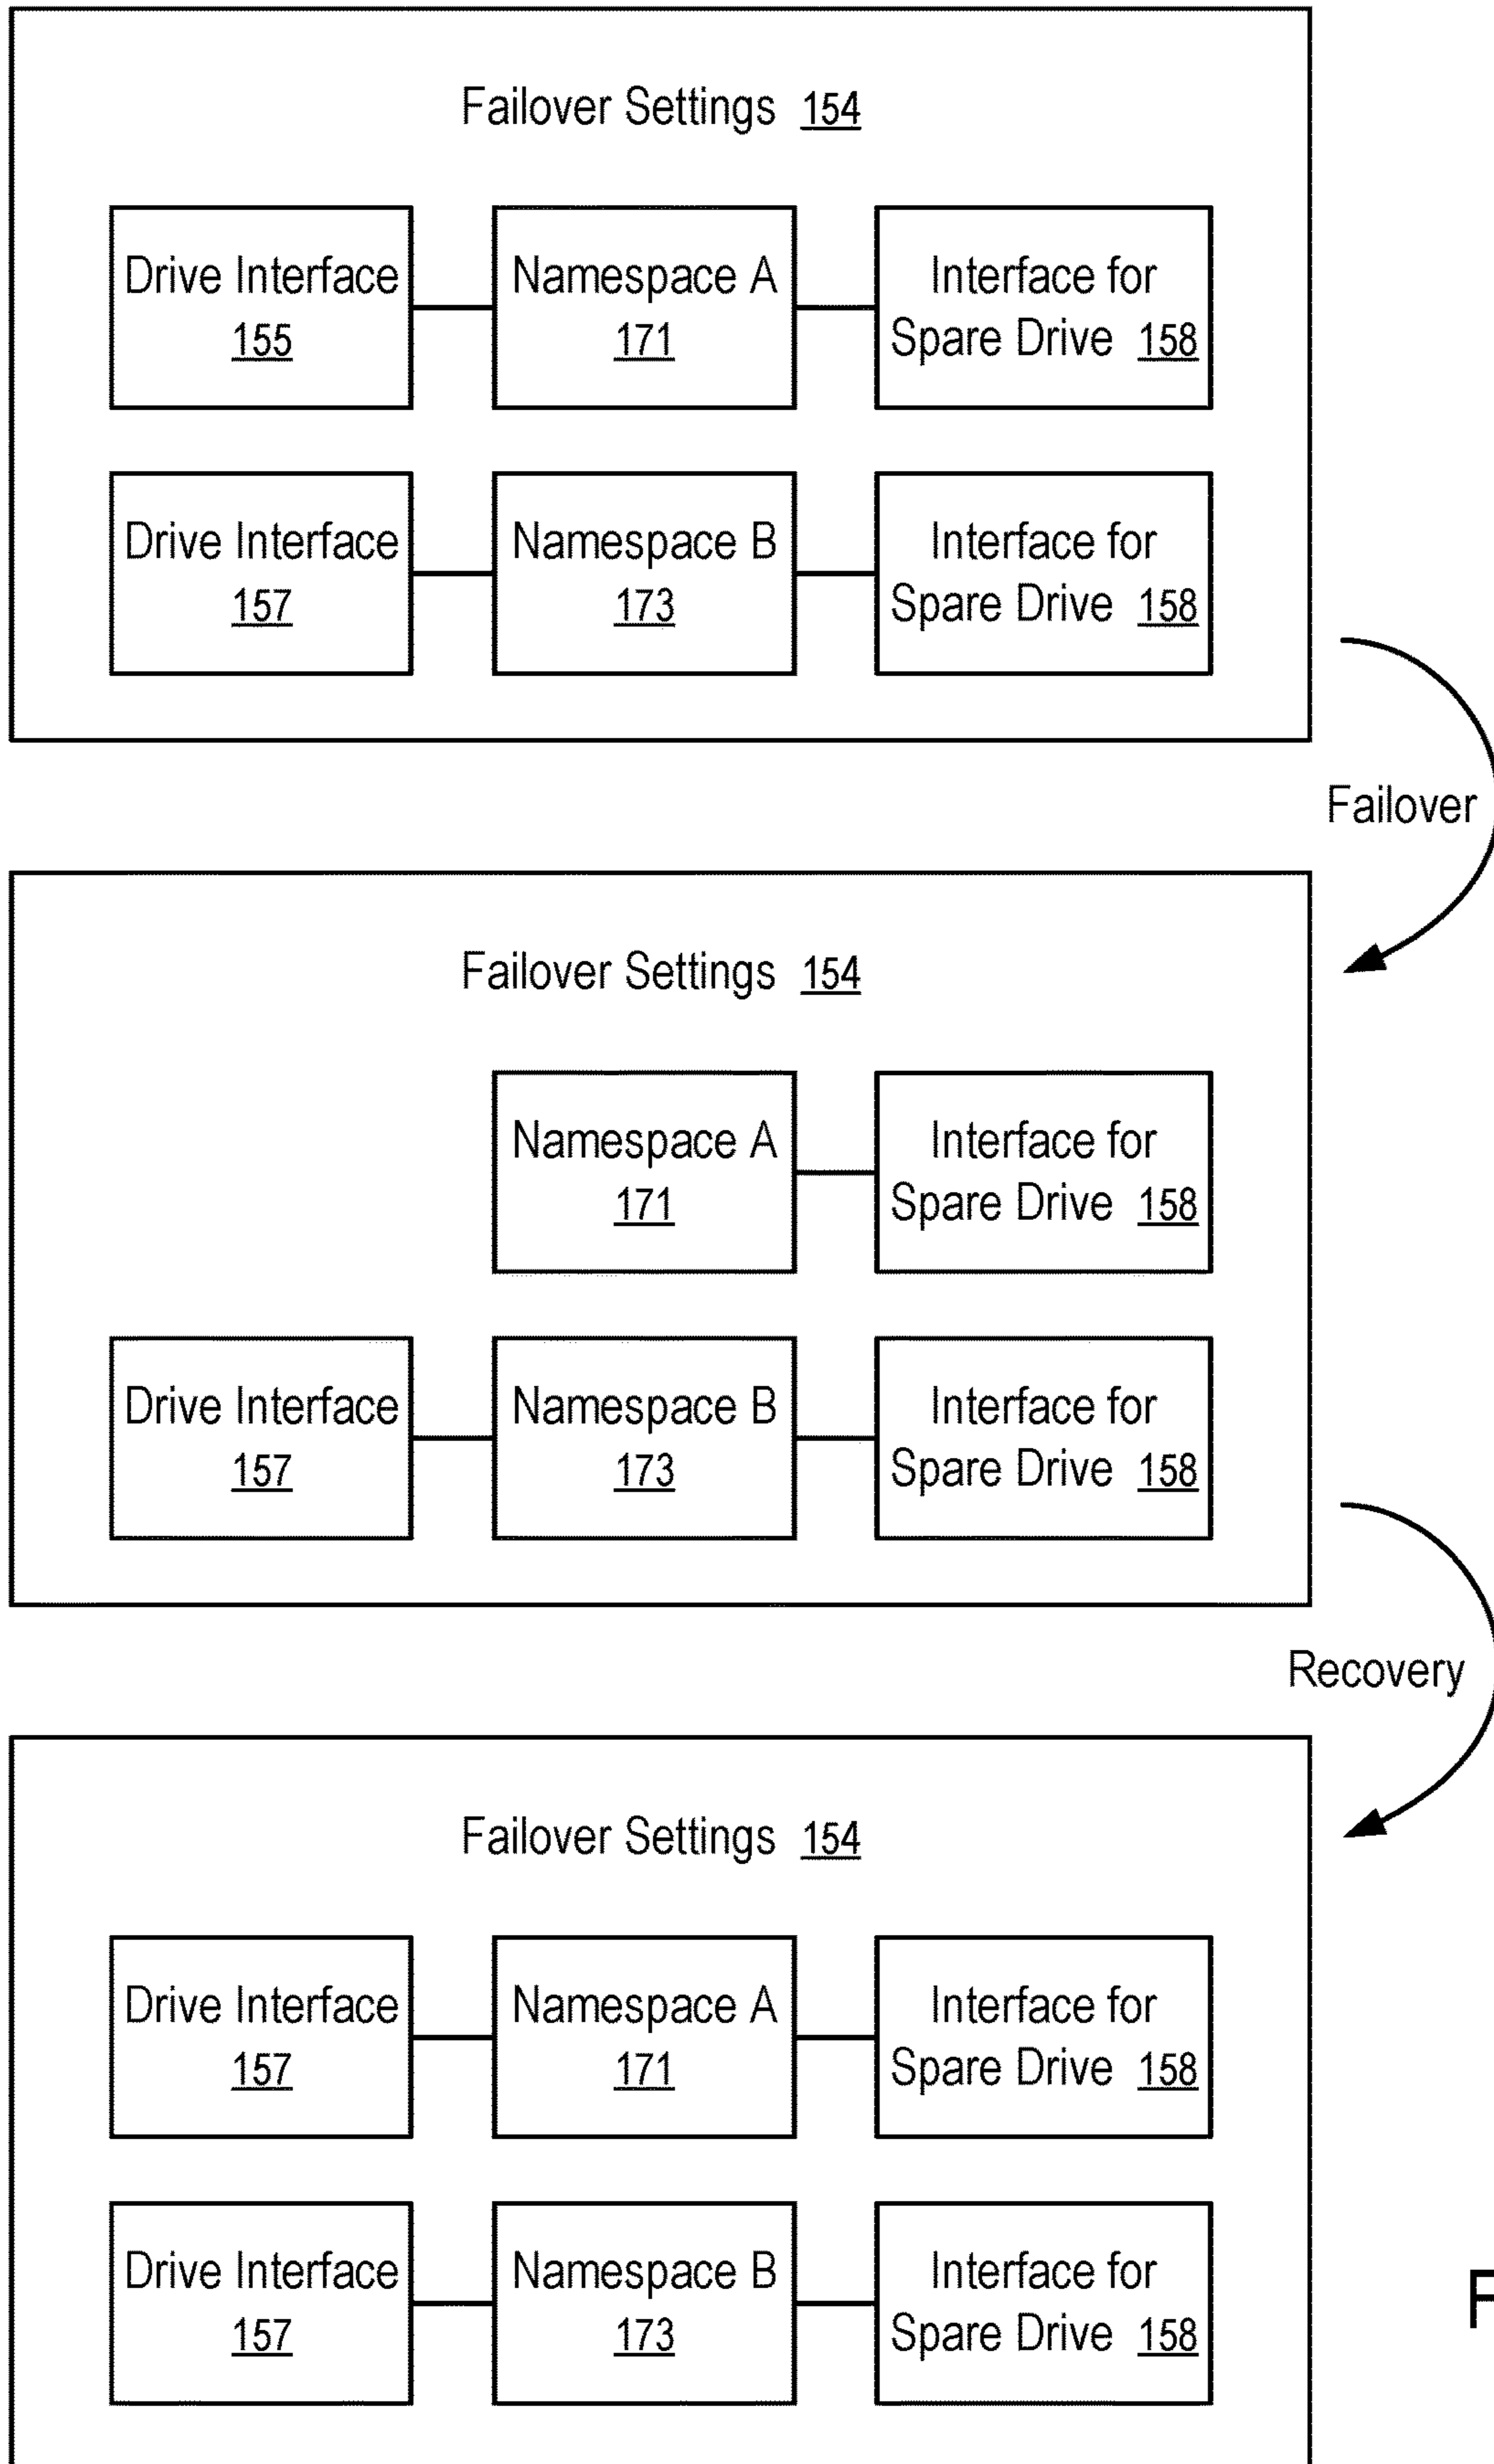 Failover Settings 154
Drive Interface
155
Namespace A
171
Interface for
Spare Drive 158
Drive Interface
157
Namespace B
173
Interface for
Spare Drive 158
Failover
Failover Settings 154
Namespace A
171
Interface for
Spare Drive 158
Drive Interface
157
Namespace B
173
Interface for
Spare Drive 158
Recovery
Failover Settings 154
Drive Interface
157
Namespace A
171
Interface for
Spare Drive 158
Drive Interface
157
Namespace B
173
Interface for
Spare Drive 158